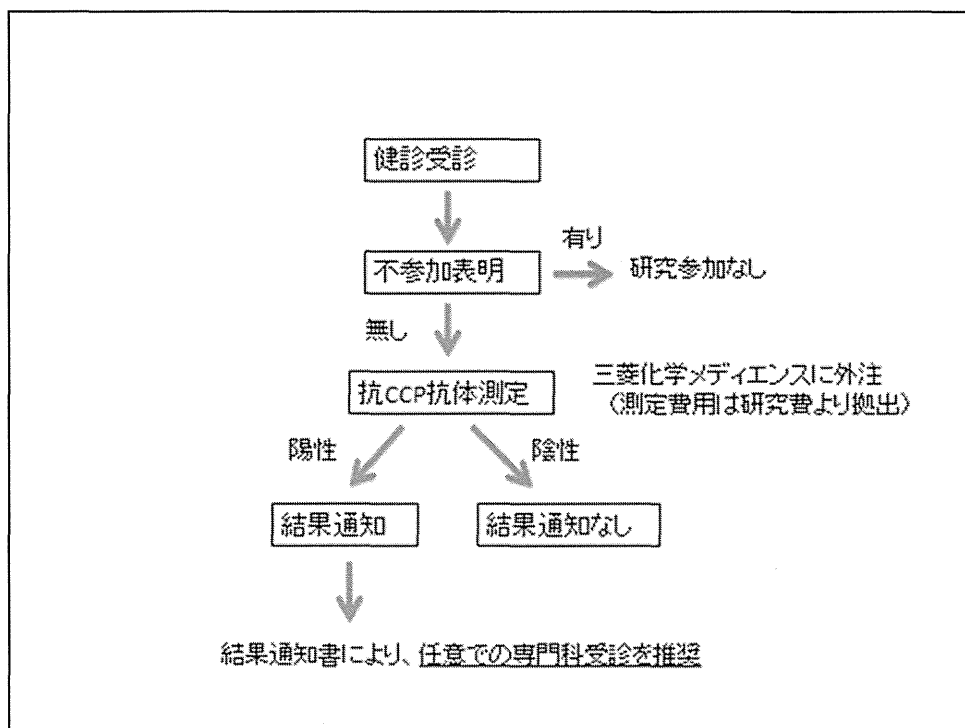 健診受診
有り
不参加表明
研究参加なし
無し
抗CCP抗体測定
三菱化学メディエンスに外注
（測定費用は研究費より拠出）
陽性
陰性
結果通知
結果通知なし
結果通知書により、任意での専門科受診を推奨